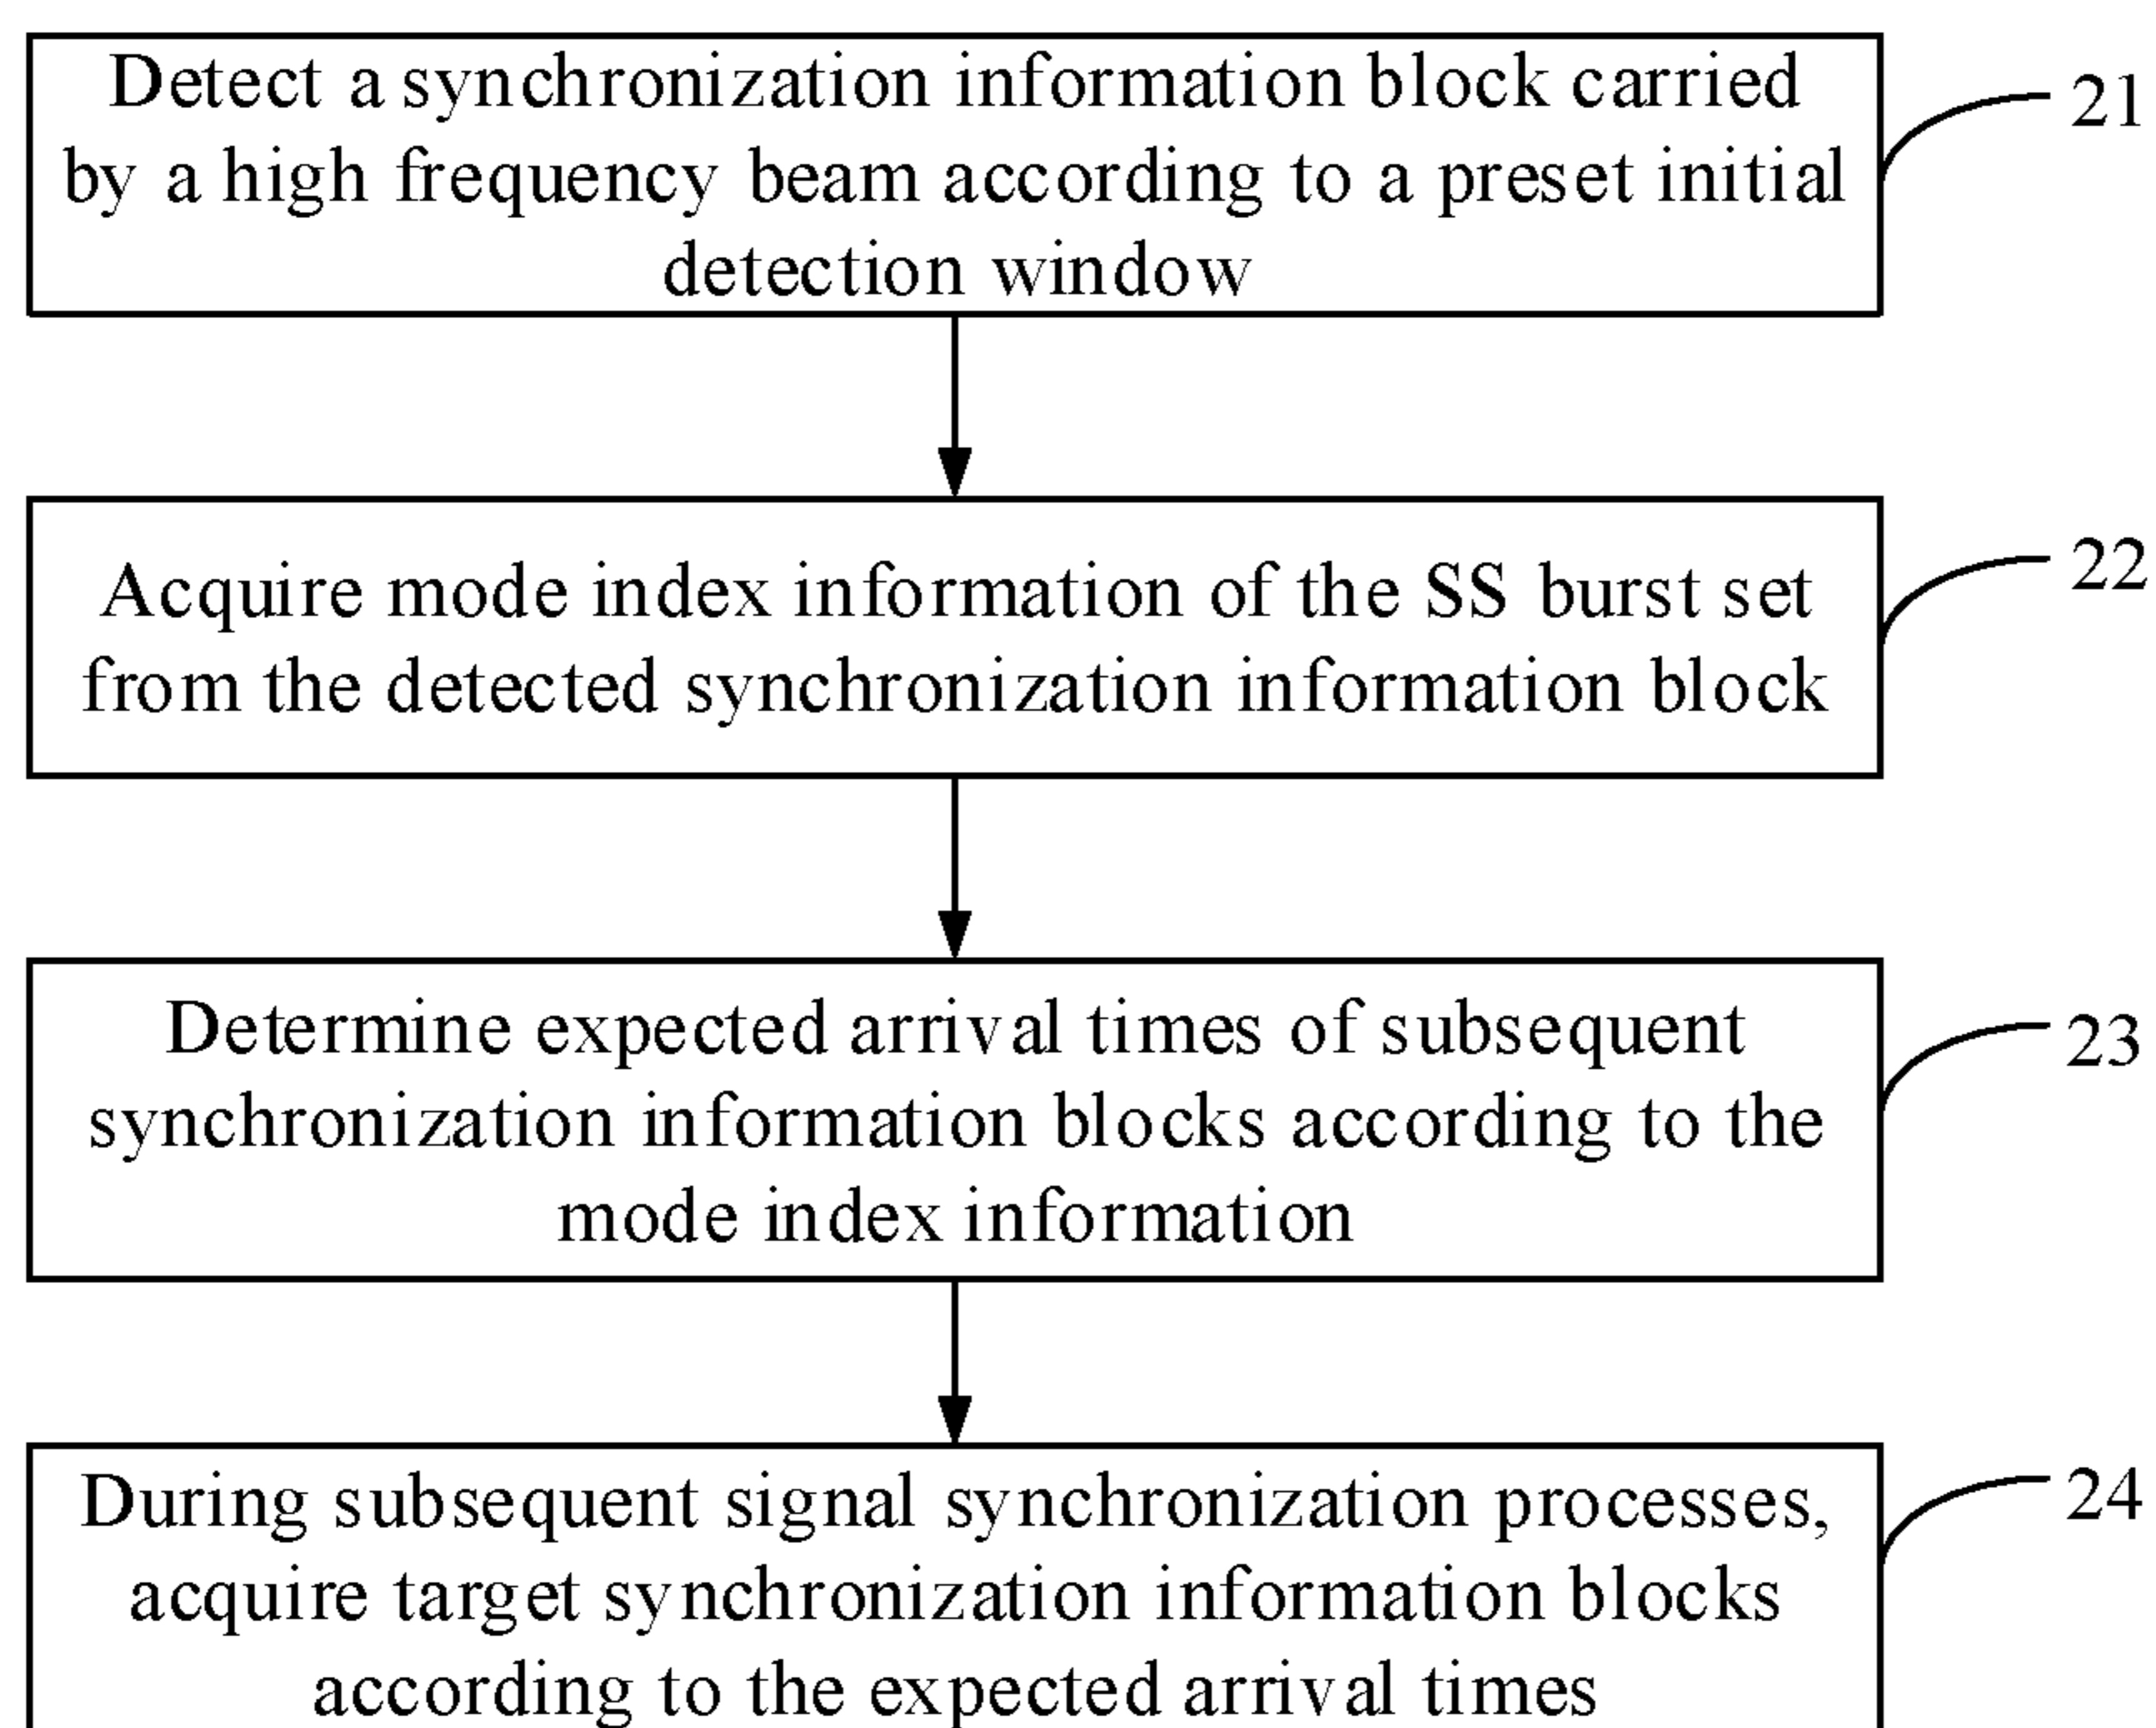 Detect a synchronization information block carried
by a high frequency beam according to a preset initial
detection window
21
Acquire mode index information of the SS burst set
from the detected synchronization information block
22
Determine expected arrival times of subsequent
synchronization information blocks according to the
mode index information
23
During subsequent signal synchronization processes,
acquire target synchronization information blocks
according to the expected arrival times
24